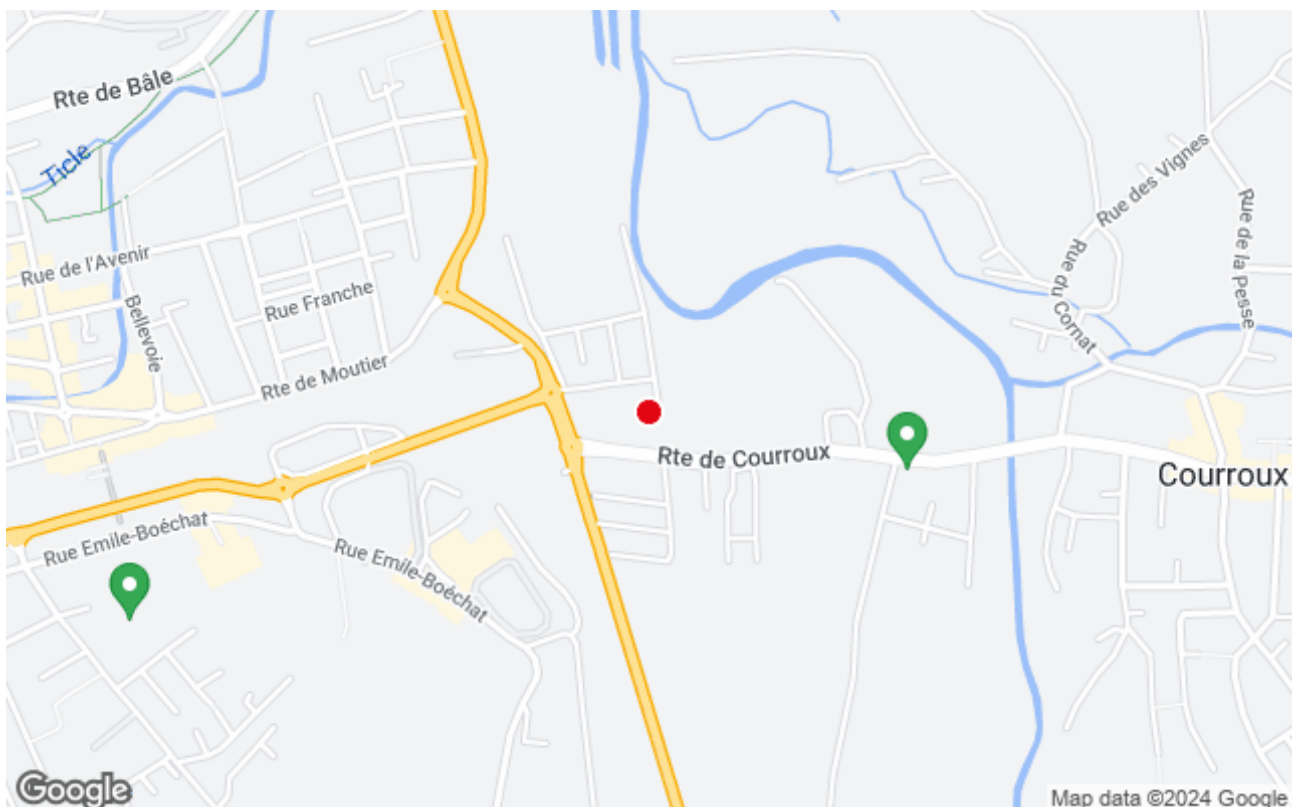 Rte de Bâle
Ticle
Rue de l'Avenir
Bellevoie
Rue Franche
Rte de Moutier
Rue Emile-Boéchat
Rue Emile-Boéchat
Rte de Courroux
Rue des Vignes
Rue du Cornat
Rue de la Pesse
Courroux
Google
Map data ©2024 Google